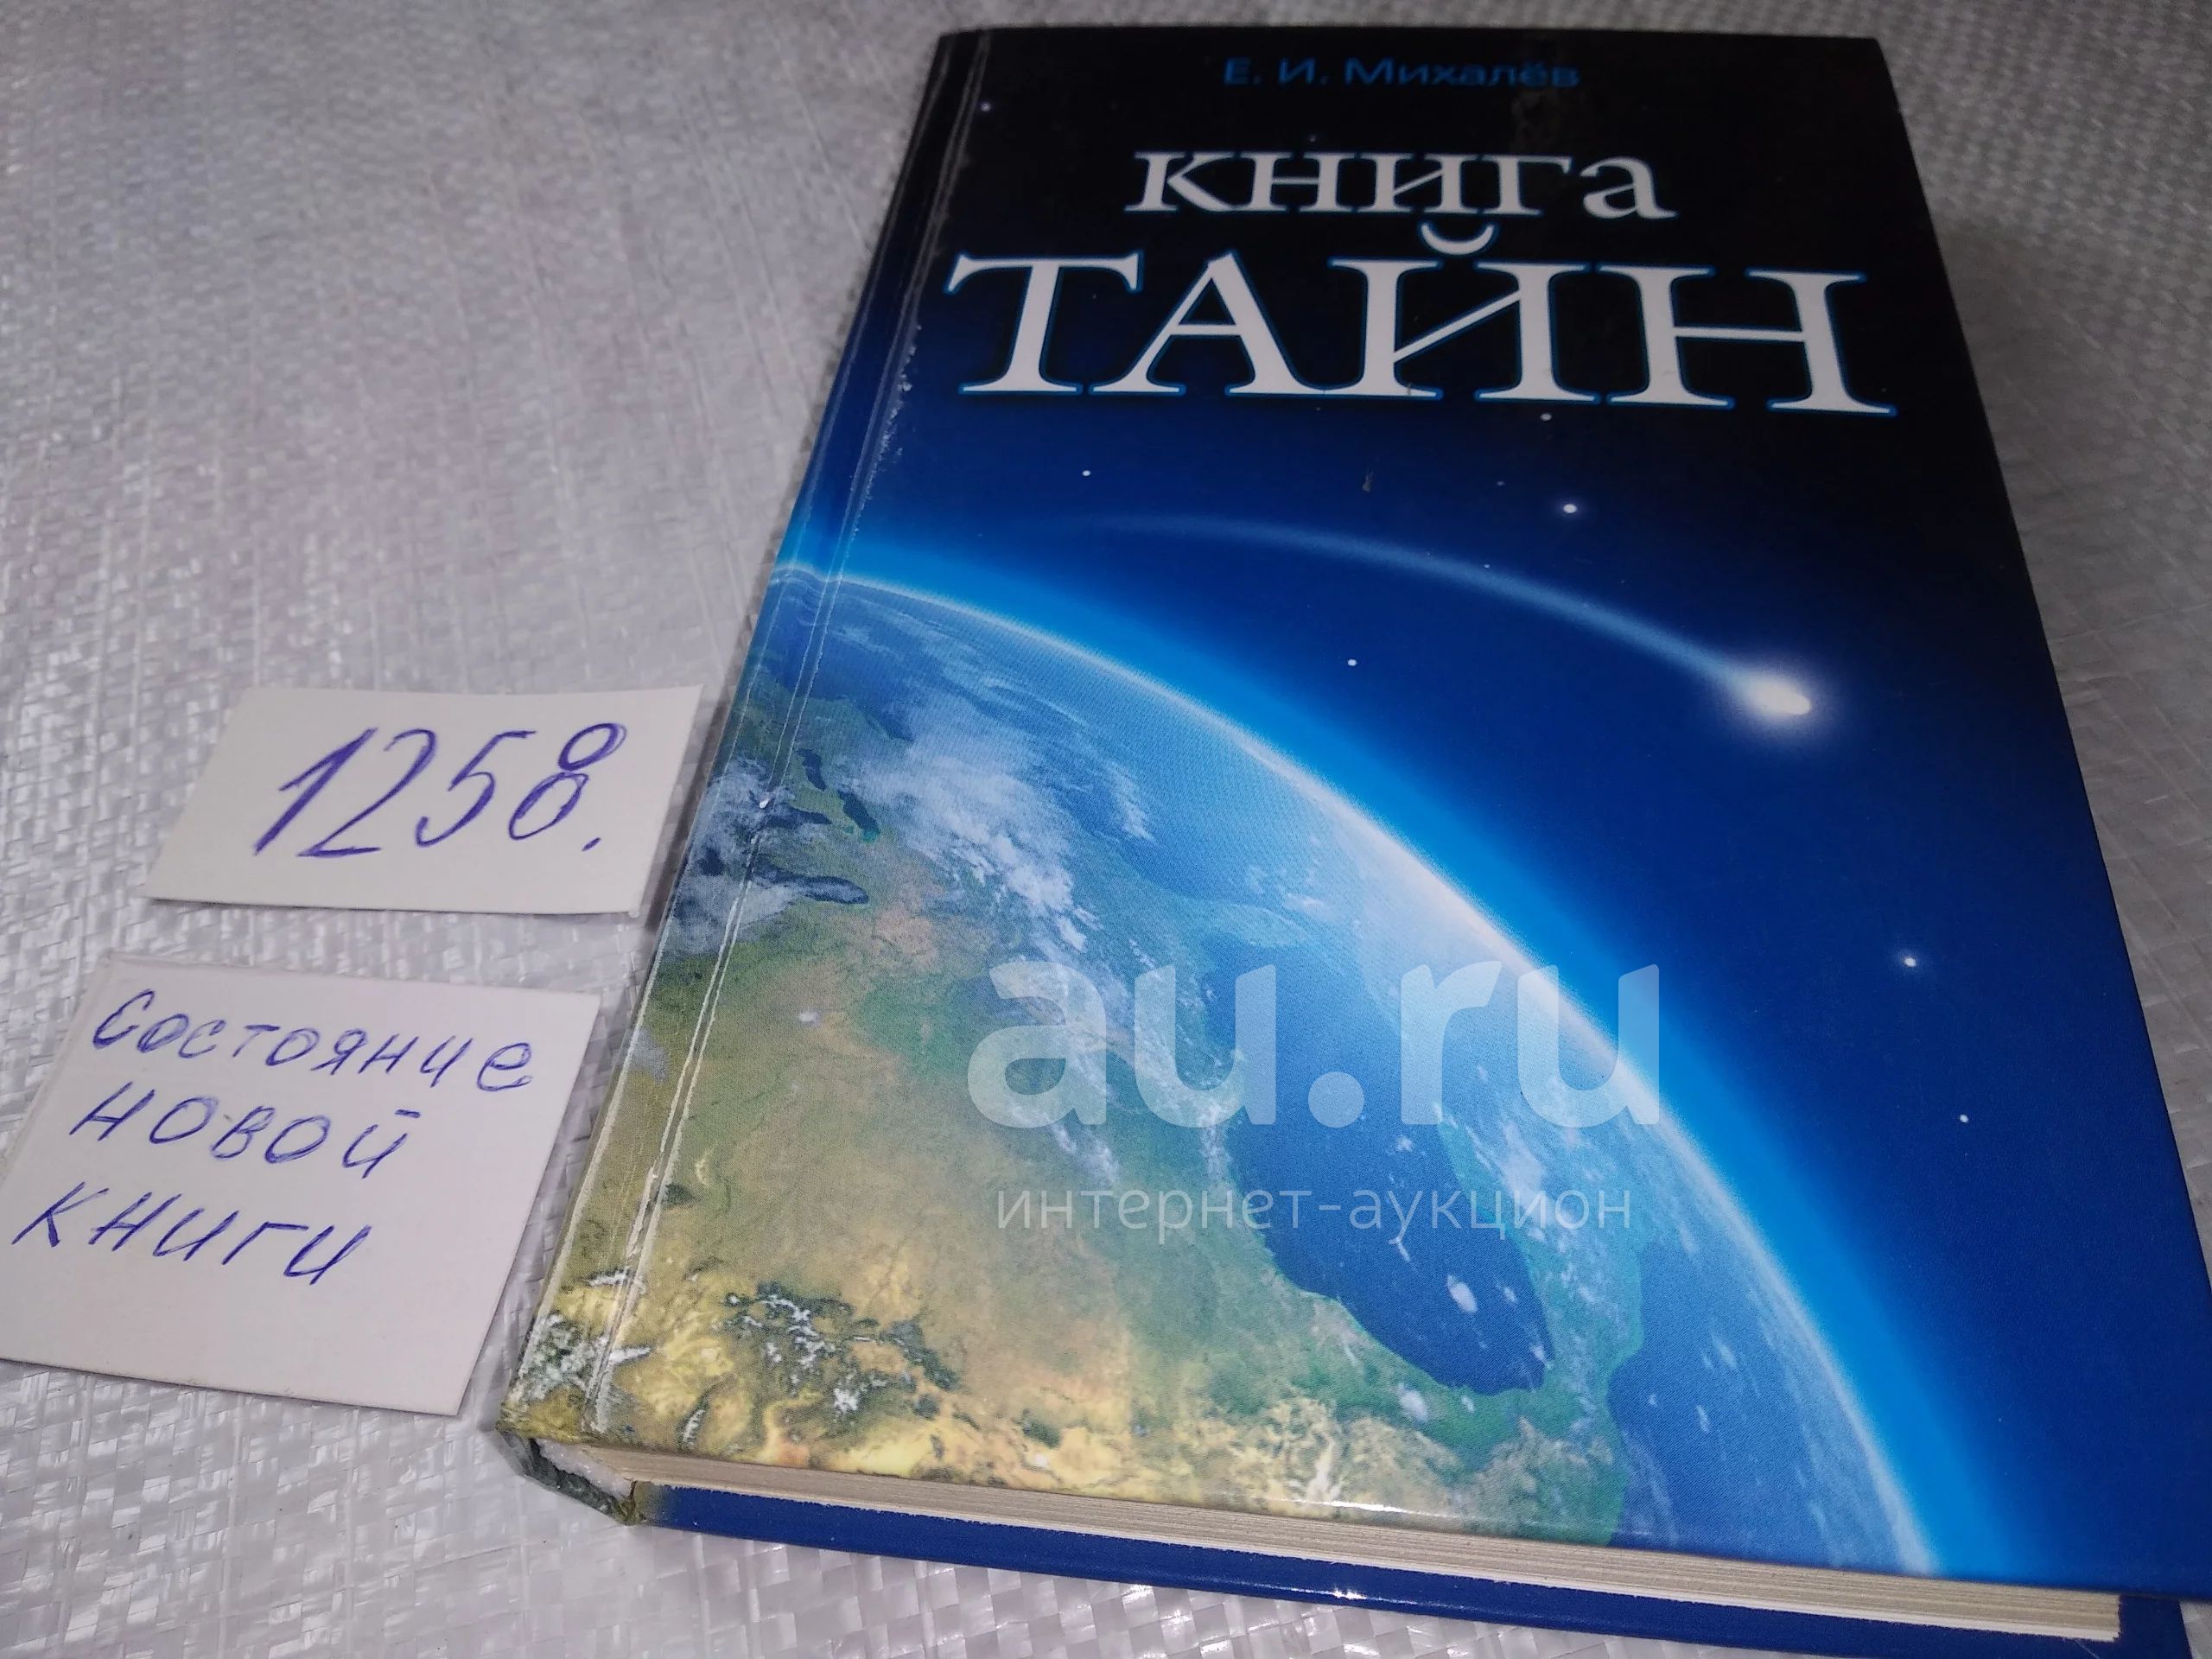 Е. И. Михалёв
книга
ТАЙН
1258.
Состояние
новой
книги
au.ru
интернет-аукцион